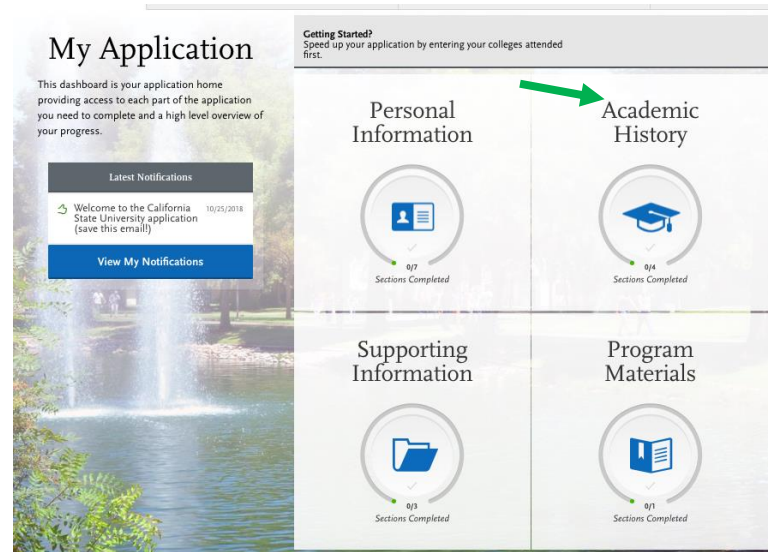 My Application
This dashboard is your application home
providing access to each part of the application
you need to complete and a high level overview of
your progress.
Latest Notifications
Welcome to the California 10/25/2018
State University application
(save this email!)
View My Notifications
Getting Started?
Speed up your application by entering your colleges attended
first.
Personal
Information
0/7
Sections Completed
Academic
History
0/4
Sections Completed
Supporting
Information
0/3
Sections Completed
Program
Materials
0/1
Sections Completed